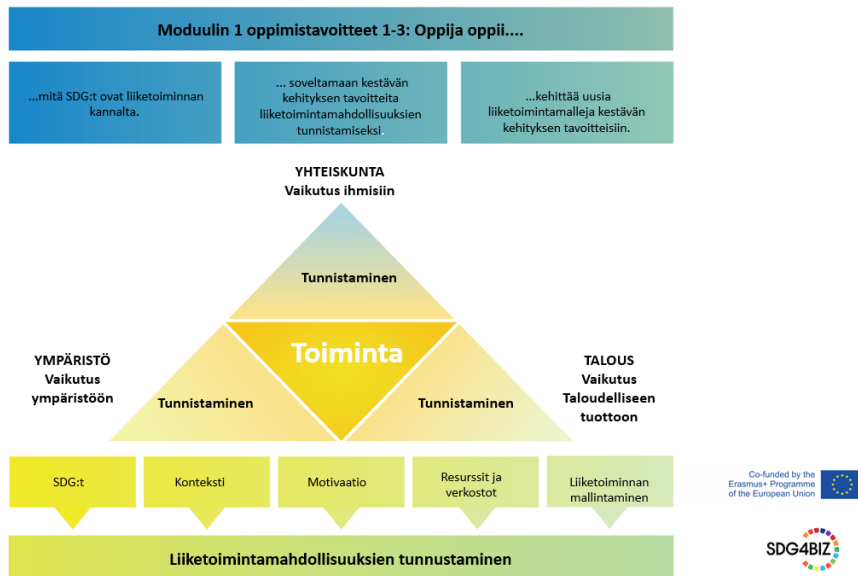 Moduulin 1 oppimistavoitteet 1-3: Oppija oppii....
...mitä SDG:t ovat liiketoiminnan
kannalta.
... soveltamaan kestävän
kehityksen tavoitteita
liiketoimintamahdollisuuksien
tunnistamiseksi.
...kehittää uusia
liiketoimintamalleja kestävän
kehityksen tavoitteisiin.
YHTEISKUNTA
Vaikutus ihmisiin
Tunnistaminen
Toiminta
YMPÄRISTÖ
Vaikutus
ympäristöön
Tunnistaminen
Tunnistaminen
TALOUS
Vaikutus
Taloudelliseen
tuottoon
SDG:t
Konteksti
Motivaatio
Resurssit ja
verkostot
Liiketoiminnan
mallintaminen
Liiketoimintamahdollisuuksien tunnustaminen
Co-funded by the
Erasmus+ Programme
of the European Union
SDG4BIZ